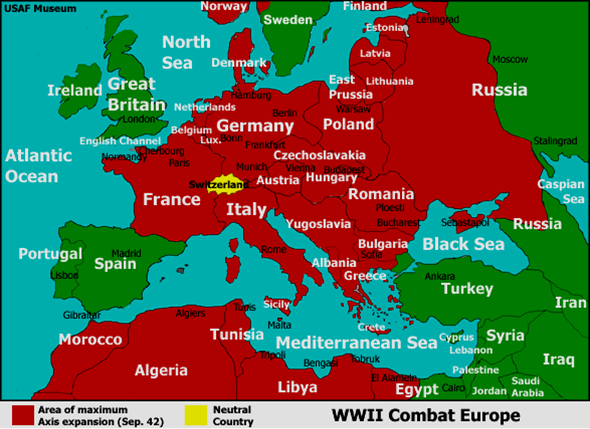 USAF Museum
Norway
Finland
Sweden
Leningrad
Estonia
North
Sea
Latvia
Moscow
Denmark
Lithuania
East
Prussia
Ireland
Great
Britain
Russia
Hamburg
Netherlands
London
Berlin
Warsaw
Germany
Poland
English Channel
Belgium
Bonn
Lux.
Frankfurt
Stalingrad
Cherbourg
Normandy
Paris
Czechoslavakia
Atlantic
Ocean
Munich
Vienna
Budapest
Switzerland
Austria
Hungary
Caspian
Sea
France
Romania
Italy
Ploesti
Yugoslavia
Bucharest
Sebastapol
Russia
Portugal
Madrid
Spain
Rome
Bulgaria
Sofia
Black Sea
Lisbon
Albania
Greece
Ankara
Turkey
Iran
Gibraltar
Algiers
Tunis
Sicily
Malta
Crete
Morocco
Tunisia
Mediterranean Sea
Cyprus
Lebanon
Syria
Iraq
Tripoli
Bengasi
Tobruk
Palestine
Algeria
Libya
El Alamein
Egypt
Cairo
Jordan
Saudi
Arabia
Area of maximum
Axis expansion (Sep. 42)
Neutral
Country
WWII Combat Europe